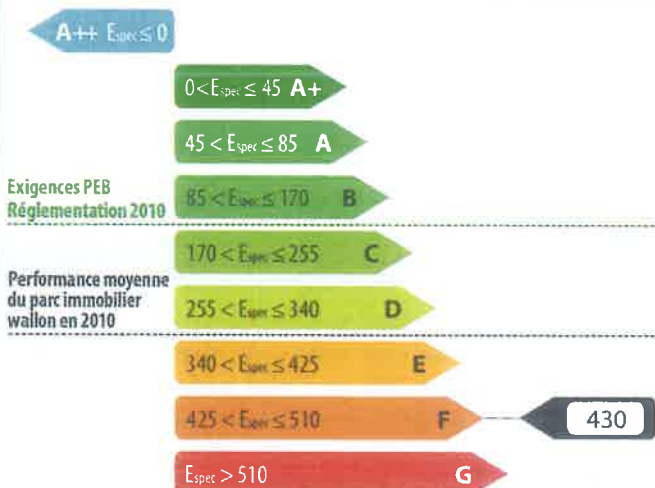 A++ Espec ≤ 0
0 < Espec ≤ 45 A+
45 < Espec ≤ 85 A
Exigences PEB
Réglementation 2010
85 < Espec ≤ 170 B
170 < Espec ≤ 255 C
Performance moyenne
du parc immobilier
wallon en 2010
255 < Espec ≤ 340 D
340 < Espec ≤ 425 E
425 < Espec ≤ 510 F
430
Espec > 510 G